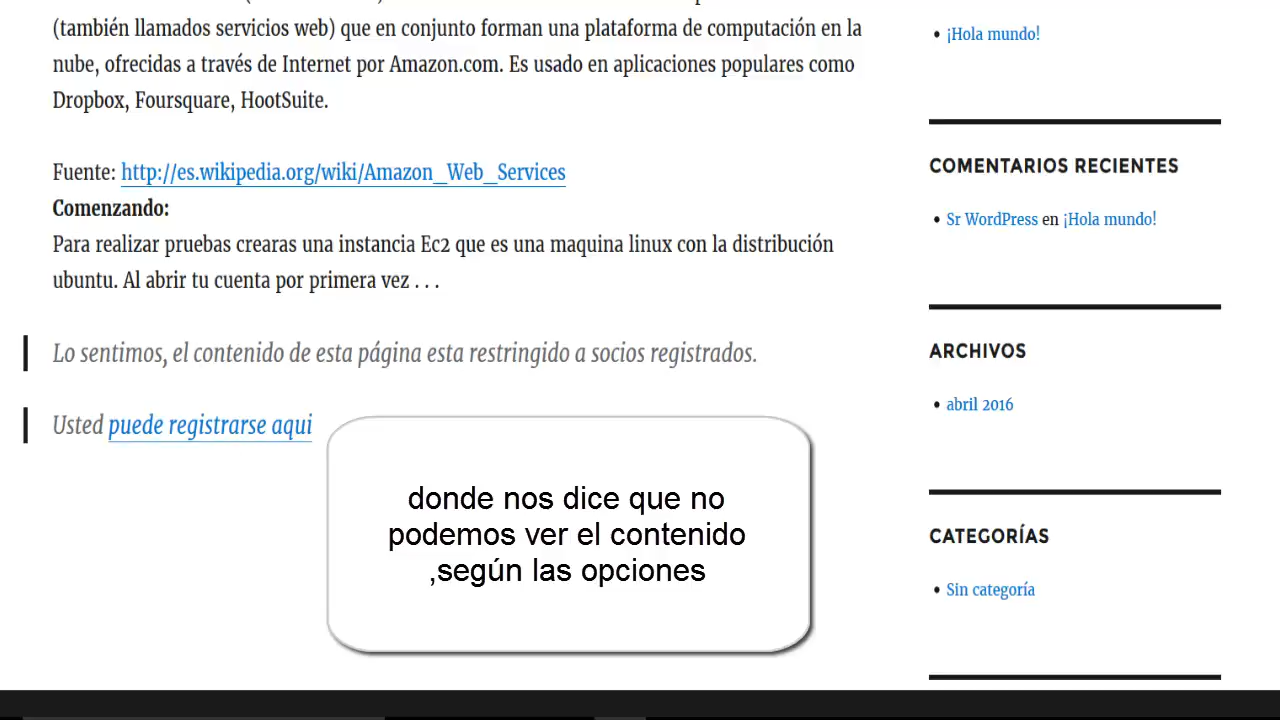 (también llamados servicios web) que en conjunto forman una plataforma de computación en la
nube, ofrecidas a través de Internet por Amazon.com. Es usado en aplicaciones populares como
Dropbox, Foursquare, HootSuite.
Fuente: http://es.wikipedia.org/wiki/Amazon_Web_Services
Comenzando:
Para realizar pruebas crearas una instancia Ec2 que es una maquina linux con la distribución
ubuntu. Al abrir tu cuenta por primera vez . . .
Lo sentimos, el contenido de esta página esta restringido a socios registrados.
Usted puede registrarse aqui
donde nos dice que no
podemos ver el contenido
,según las opciones
• ¡Hola mundo!
COMENTARIOS RECIENTES
• Sr WordPress en ¡Hola mundo!
ARCHIVOS
• abril 2016
CATEGORÍAS
• Sin categoría